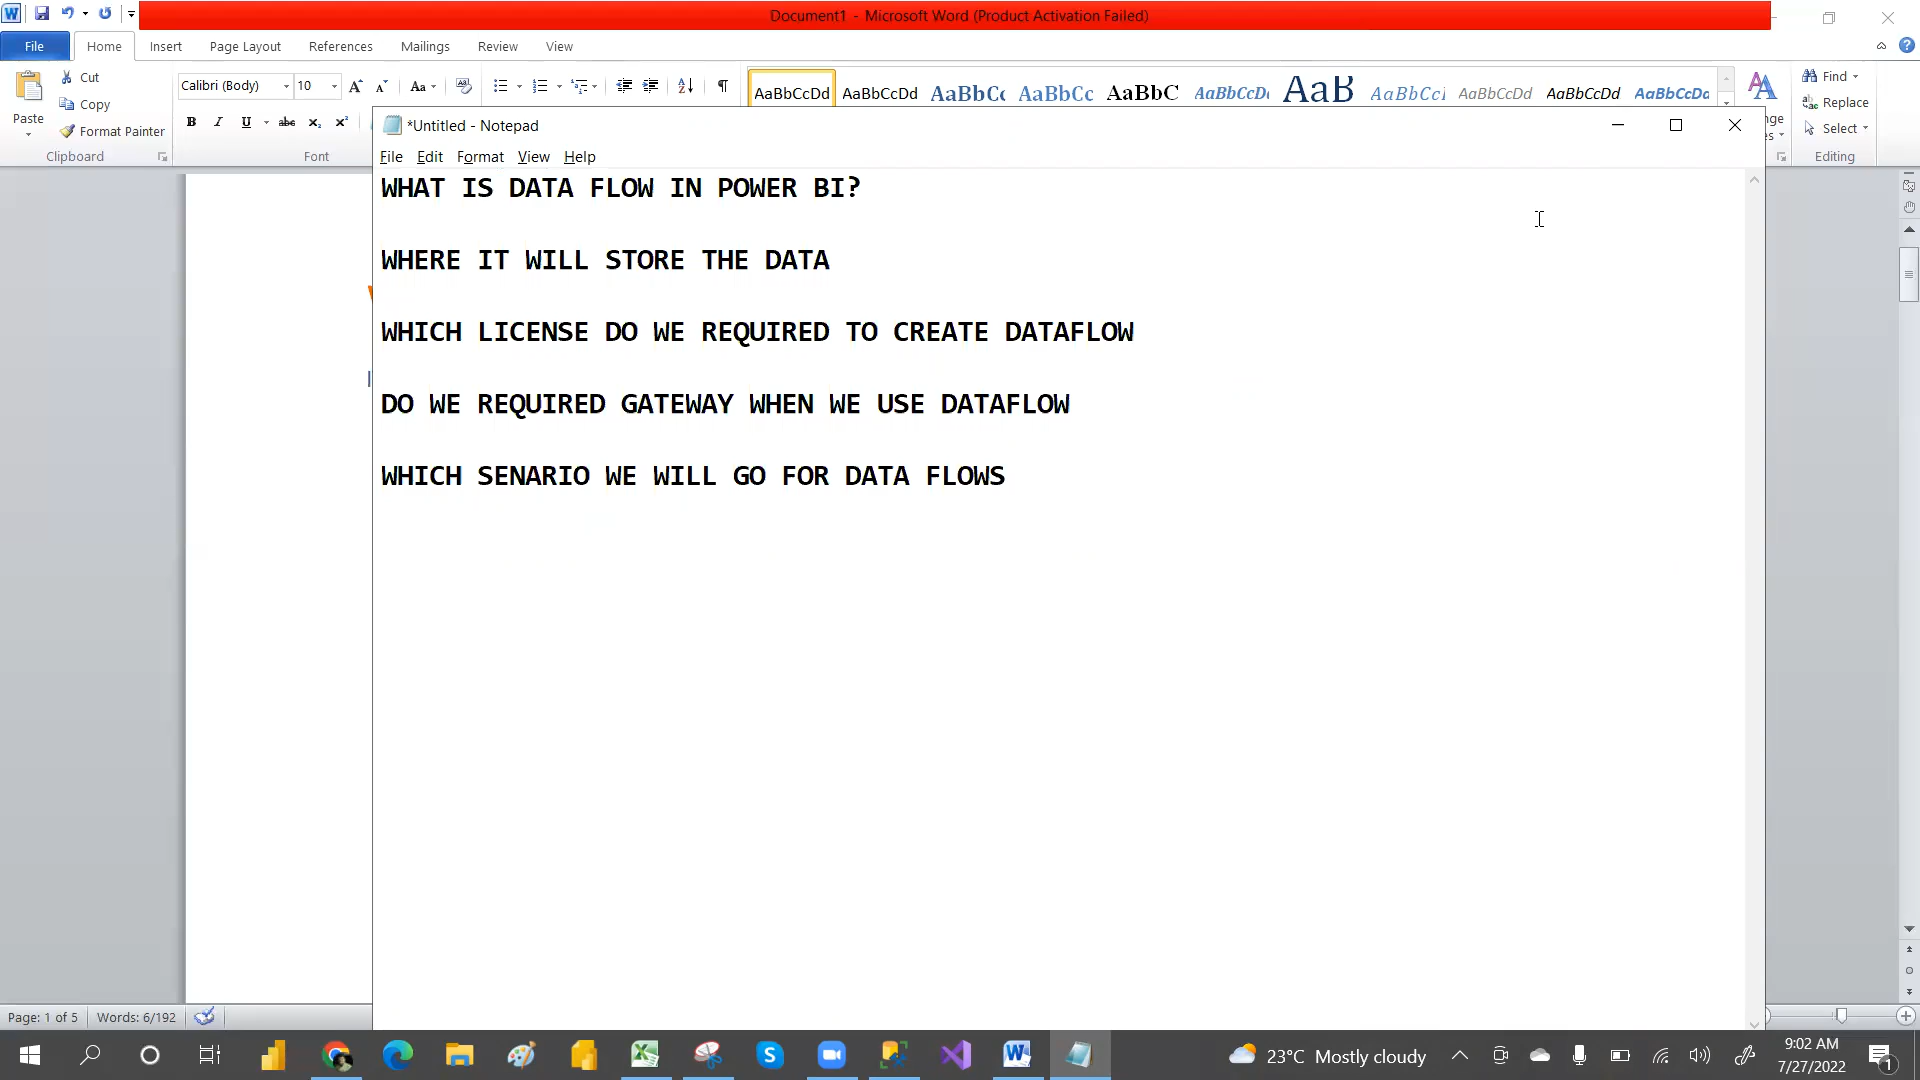 Document1 - Microsoft Word (Product Activation Failed)
File Home Insert Page Layout References Mailings Review View
Cut
Copy
Format Painter
Paste
Clipboard
Calibri (Body) 10
Font
AaBbCcDd AaBbCcDd AaBbCc AaBbCc AaBbC AaBbCcDd AaB AaBbCcl AaBbCcDd AaBbCcDd AaBbCcDd
Find
Replace
Select
Editing
*Untitled - Notepad
File Edit Format View Help
WHAT IS DATA FLOW IN POWER BI?
WHERE IT WILL STORE THE DATA
WHICH LICENSE DO WE REQUIRED TO CREATE DATAFLOW
DO WE REQUIRED GATEWAY WHEN WE USE DATAFLOW
WHICH SENARIO WE WILL GO FOR DATA FLOWS
Page: 1 of 5 Words: 6/192
23°C Mostly cloudy
9:02 AM
7/27/2022
1